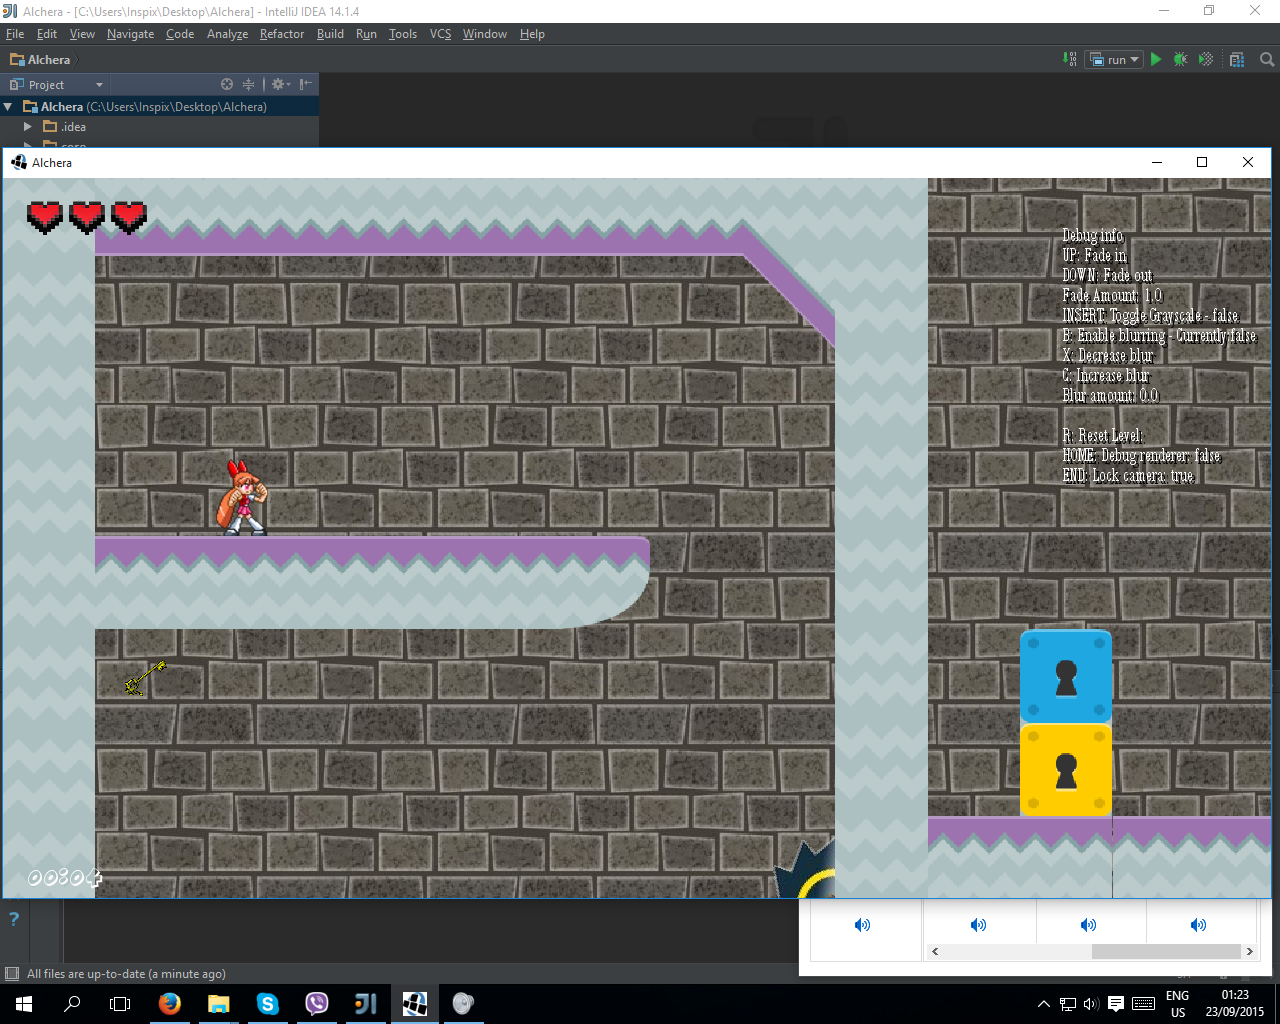 Alchera - [C:\Users\Inspix\Desktop\Alchera] - IntelliJ IDEA 14.1.4
File Edit View Navigate Code Analyze Refactor Build Run Tools VCS Window Help
Alchera
run
Project
Alchera (C:\Users\Inspix\Desktop\Alchera)
.idea
Alchera
Debug info
UP: Fade in
DOWN: Fade out
Fade Amount: 1.0
INSERT: Toggle Grayscale - false
B: Enable blurring - Currently:false
X: Decrease blur
C: Increase blur
Blur amount: 0.0
R: Reset Level:
HOME: Debug renderer: false
END: Lock camera: true
00:04
All files are up-to-date (a minute ago)
ENG
US
01:23
23/09/2015